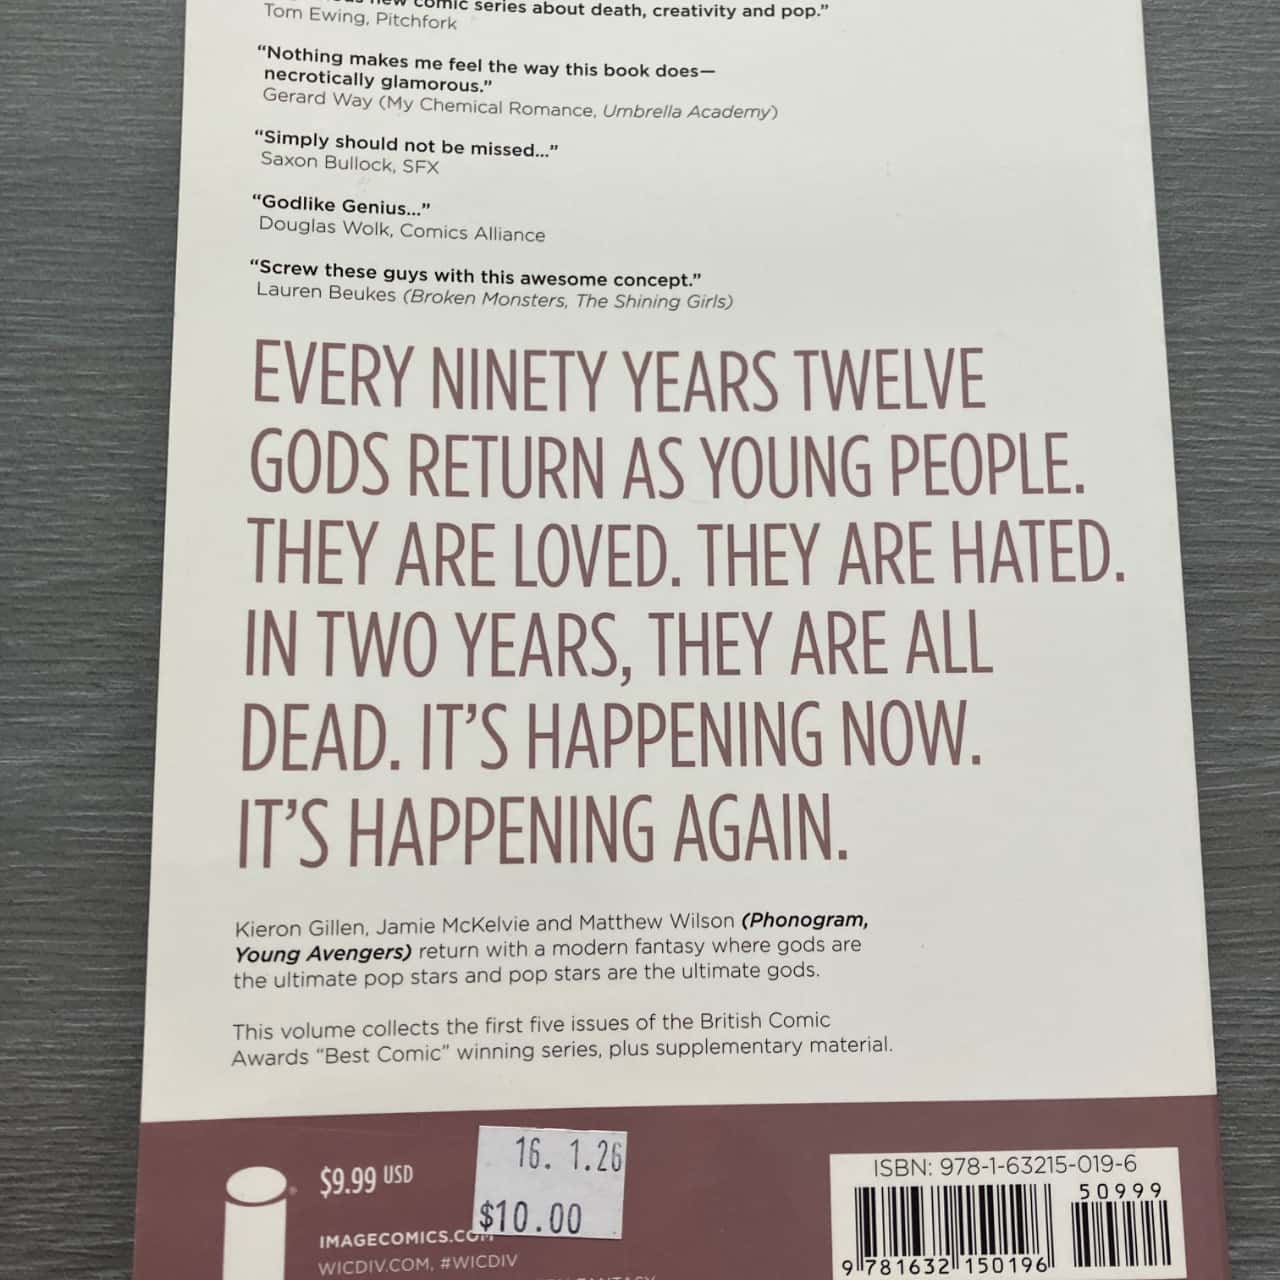 new comic series about death, creativity and pop.”
Tom Ewing, Pitchfork
“Nothing makes me feel the way this book does—
necrotically glamorous.”
Gerard Way (My Chemical Romance, Umbrella Academy)
“Simply should not be missed...”
Saxon Bullock, SFX
“Godlike Genius...”
Douglas Wolk, Comics Alliance
“Screw these guys with this awesome concept.”
Lauren Beukes (Broken Monsters, The Shining Girls)
EVERY NINETY YEARS TWELVE
GODS RETURN AS YOUNG PEOPLE.
THEY ARE LOVED. THEY ARE HATED.
IN TWO YEARS, THEY ARE ALL
DEAD. IT’S HAPPENING NOW.
IT’S HAPPENING AGAIN.
Kieron Gillen, Jamie McKelvie and Matthew Wilson (Phonogram,
Young Avengers) return with a modern fantasy where gods are
the ultimate pop stars and pop stars are the ultimate gods.
This volume collects the first five issues of the British Comic
Awards “Best Comic” winning series, plus supplementary material.
$9.99 USD
16. 1.26
$10.00
IMAGECOMICS.COM
WICDIV.COM, #WICDIV
FANTASY
ISBN: 978-1-63215-019-6
50999
9 781632 150196